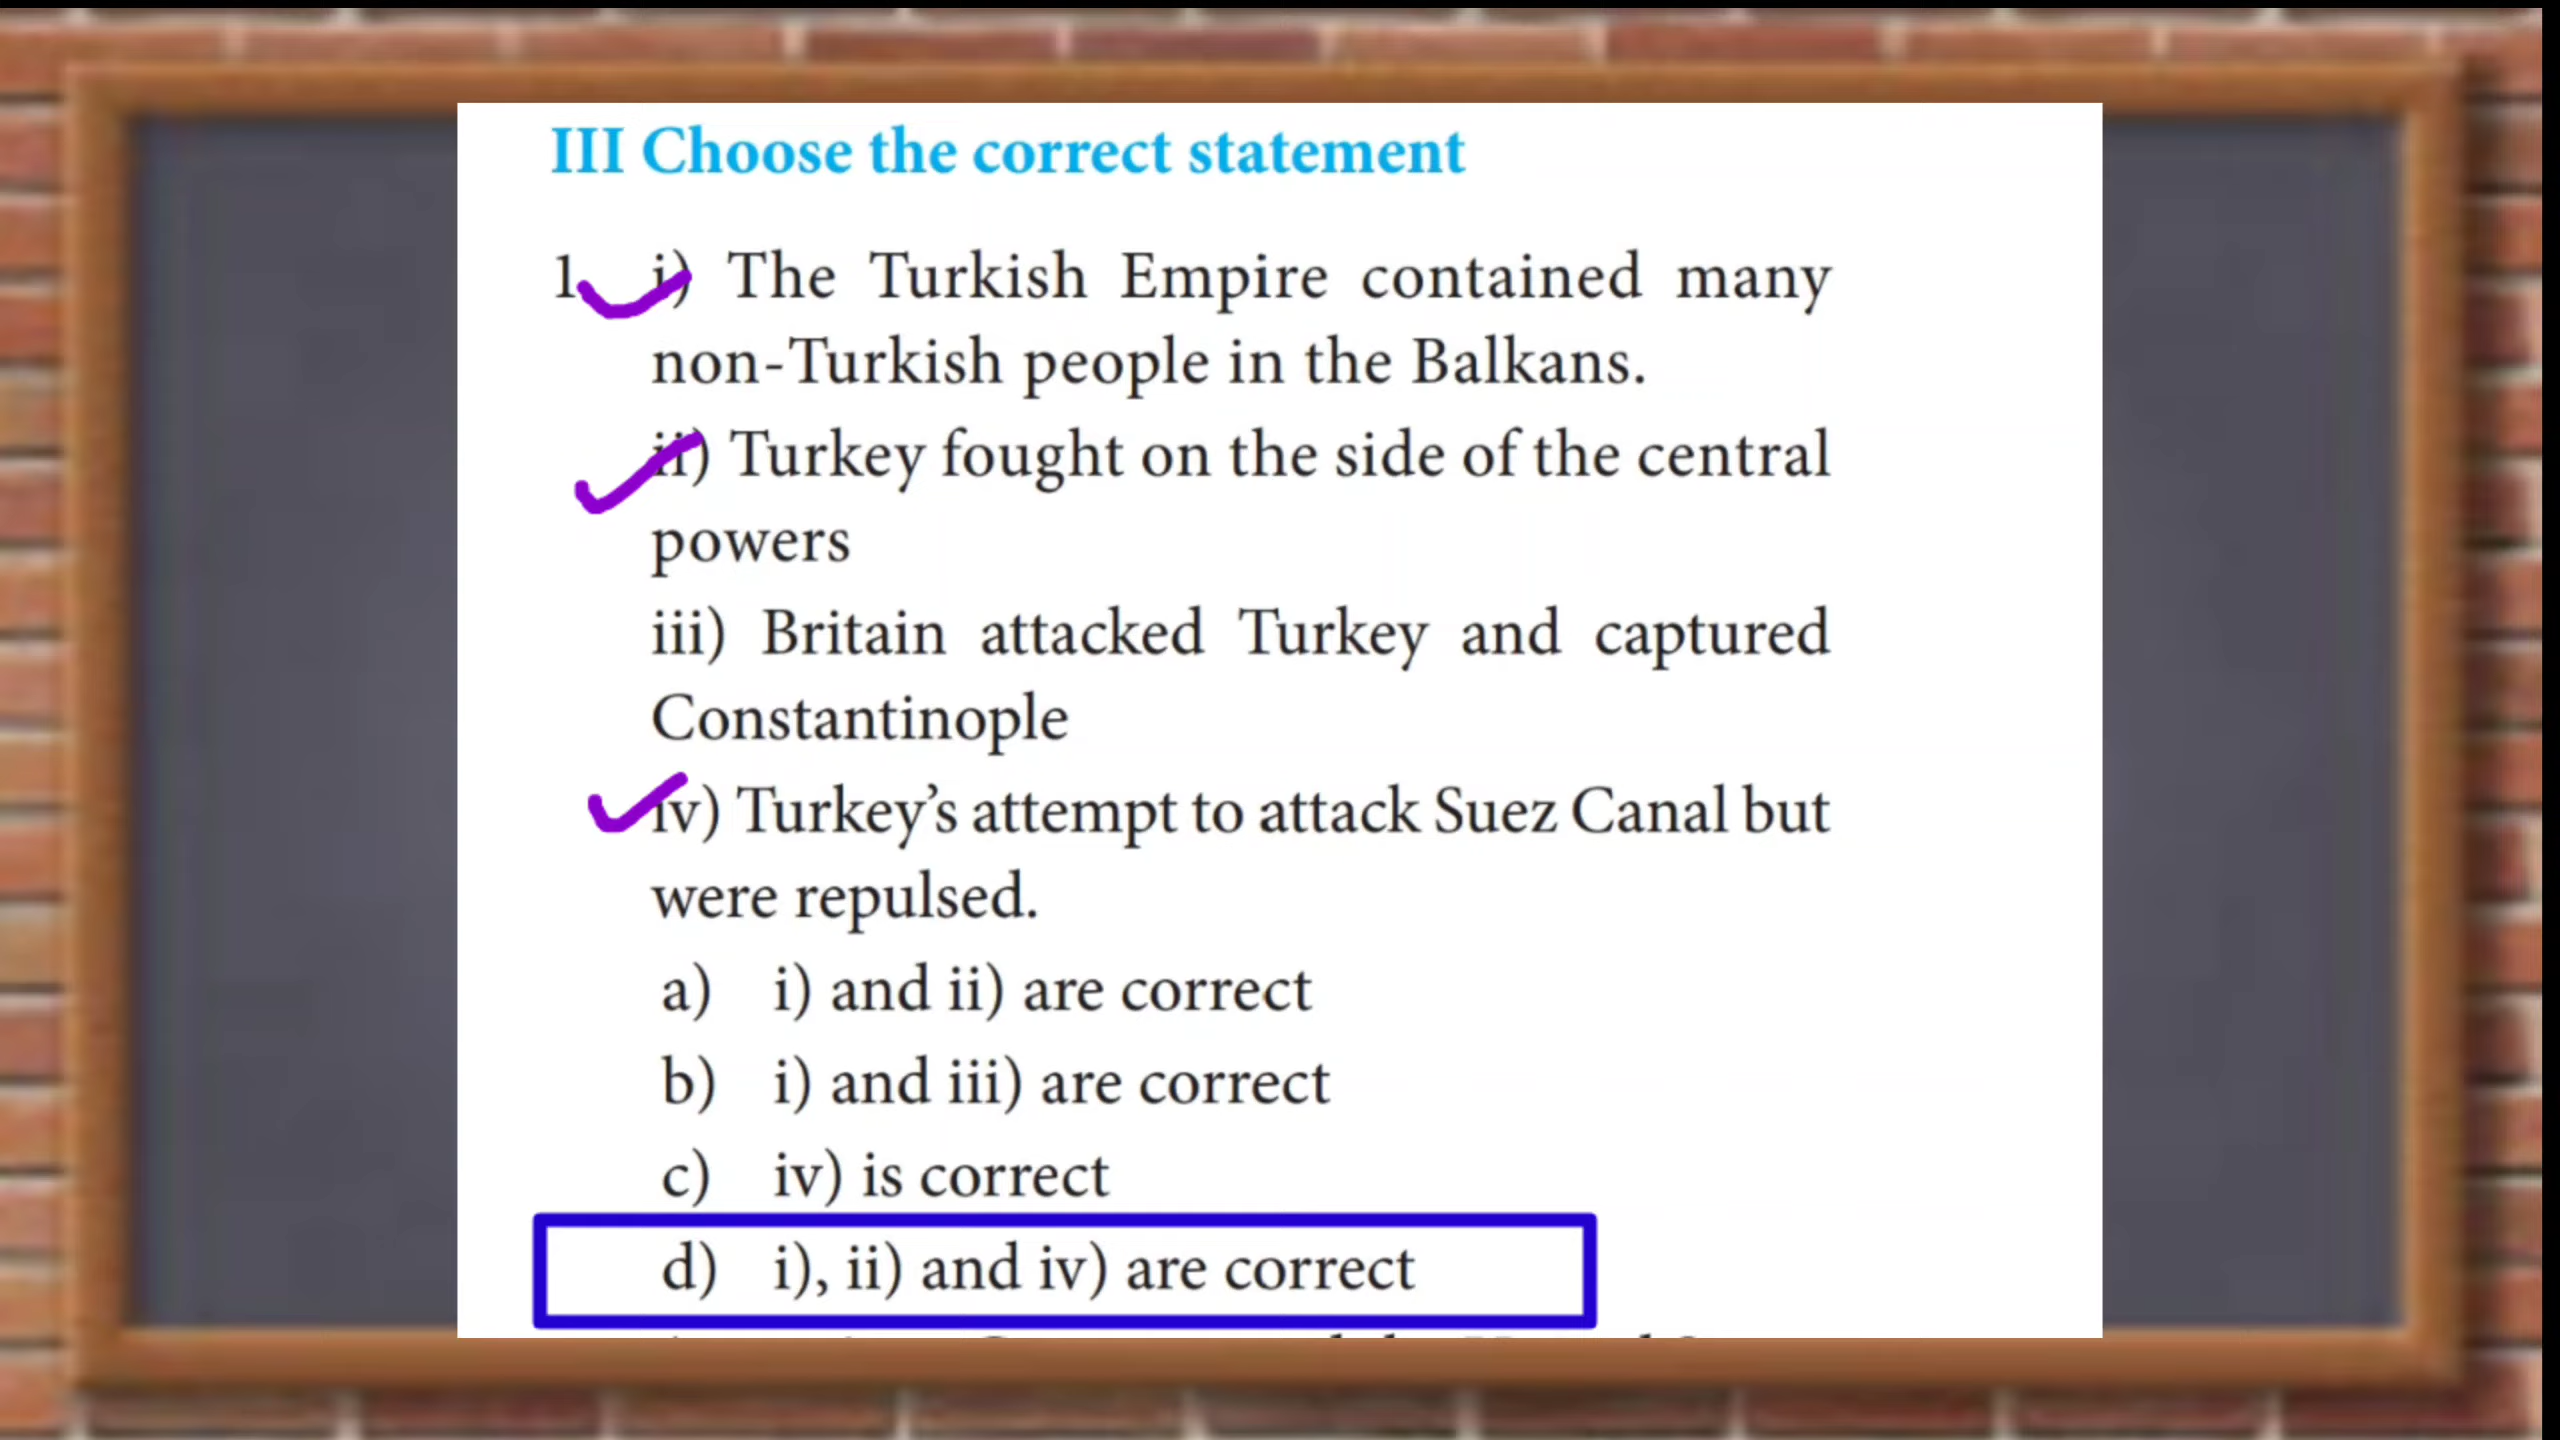 III Choose the correct statement
1. i) The Turkish Empire contained many
non-Turkish people in the Balkans.
ii) Turkey fought on the side of the central
powers
iii) Britain attacked Turkey and captured
Constantinople
iv) Turkey's attempt to attack Suez Canal but
were repulsed.
a) i) and ii) are correct
b) i) and iii) are correct
c) iv) is correct
d) i), ii) and iv) are correct